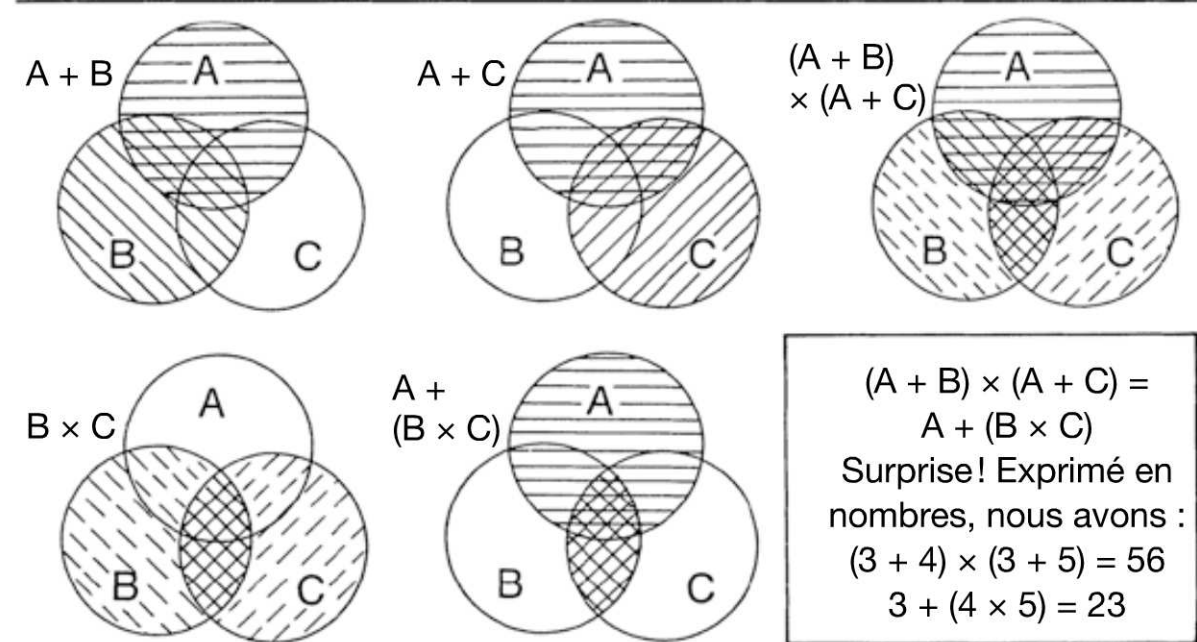 A + B
A
B
C
A + C
A
B
C
(A + B)
× (A + C)
A
B
C
B × C
A
B
C
A +
(B × C)
A
B
C
(A + B) × (A + C) =
A + (B × C)
Surprise! Exprimé en
nombres, nous avons :
(3 + 4) × (3 + 5) = 56
3 + (4 × 5) = 23